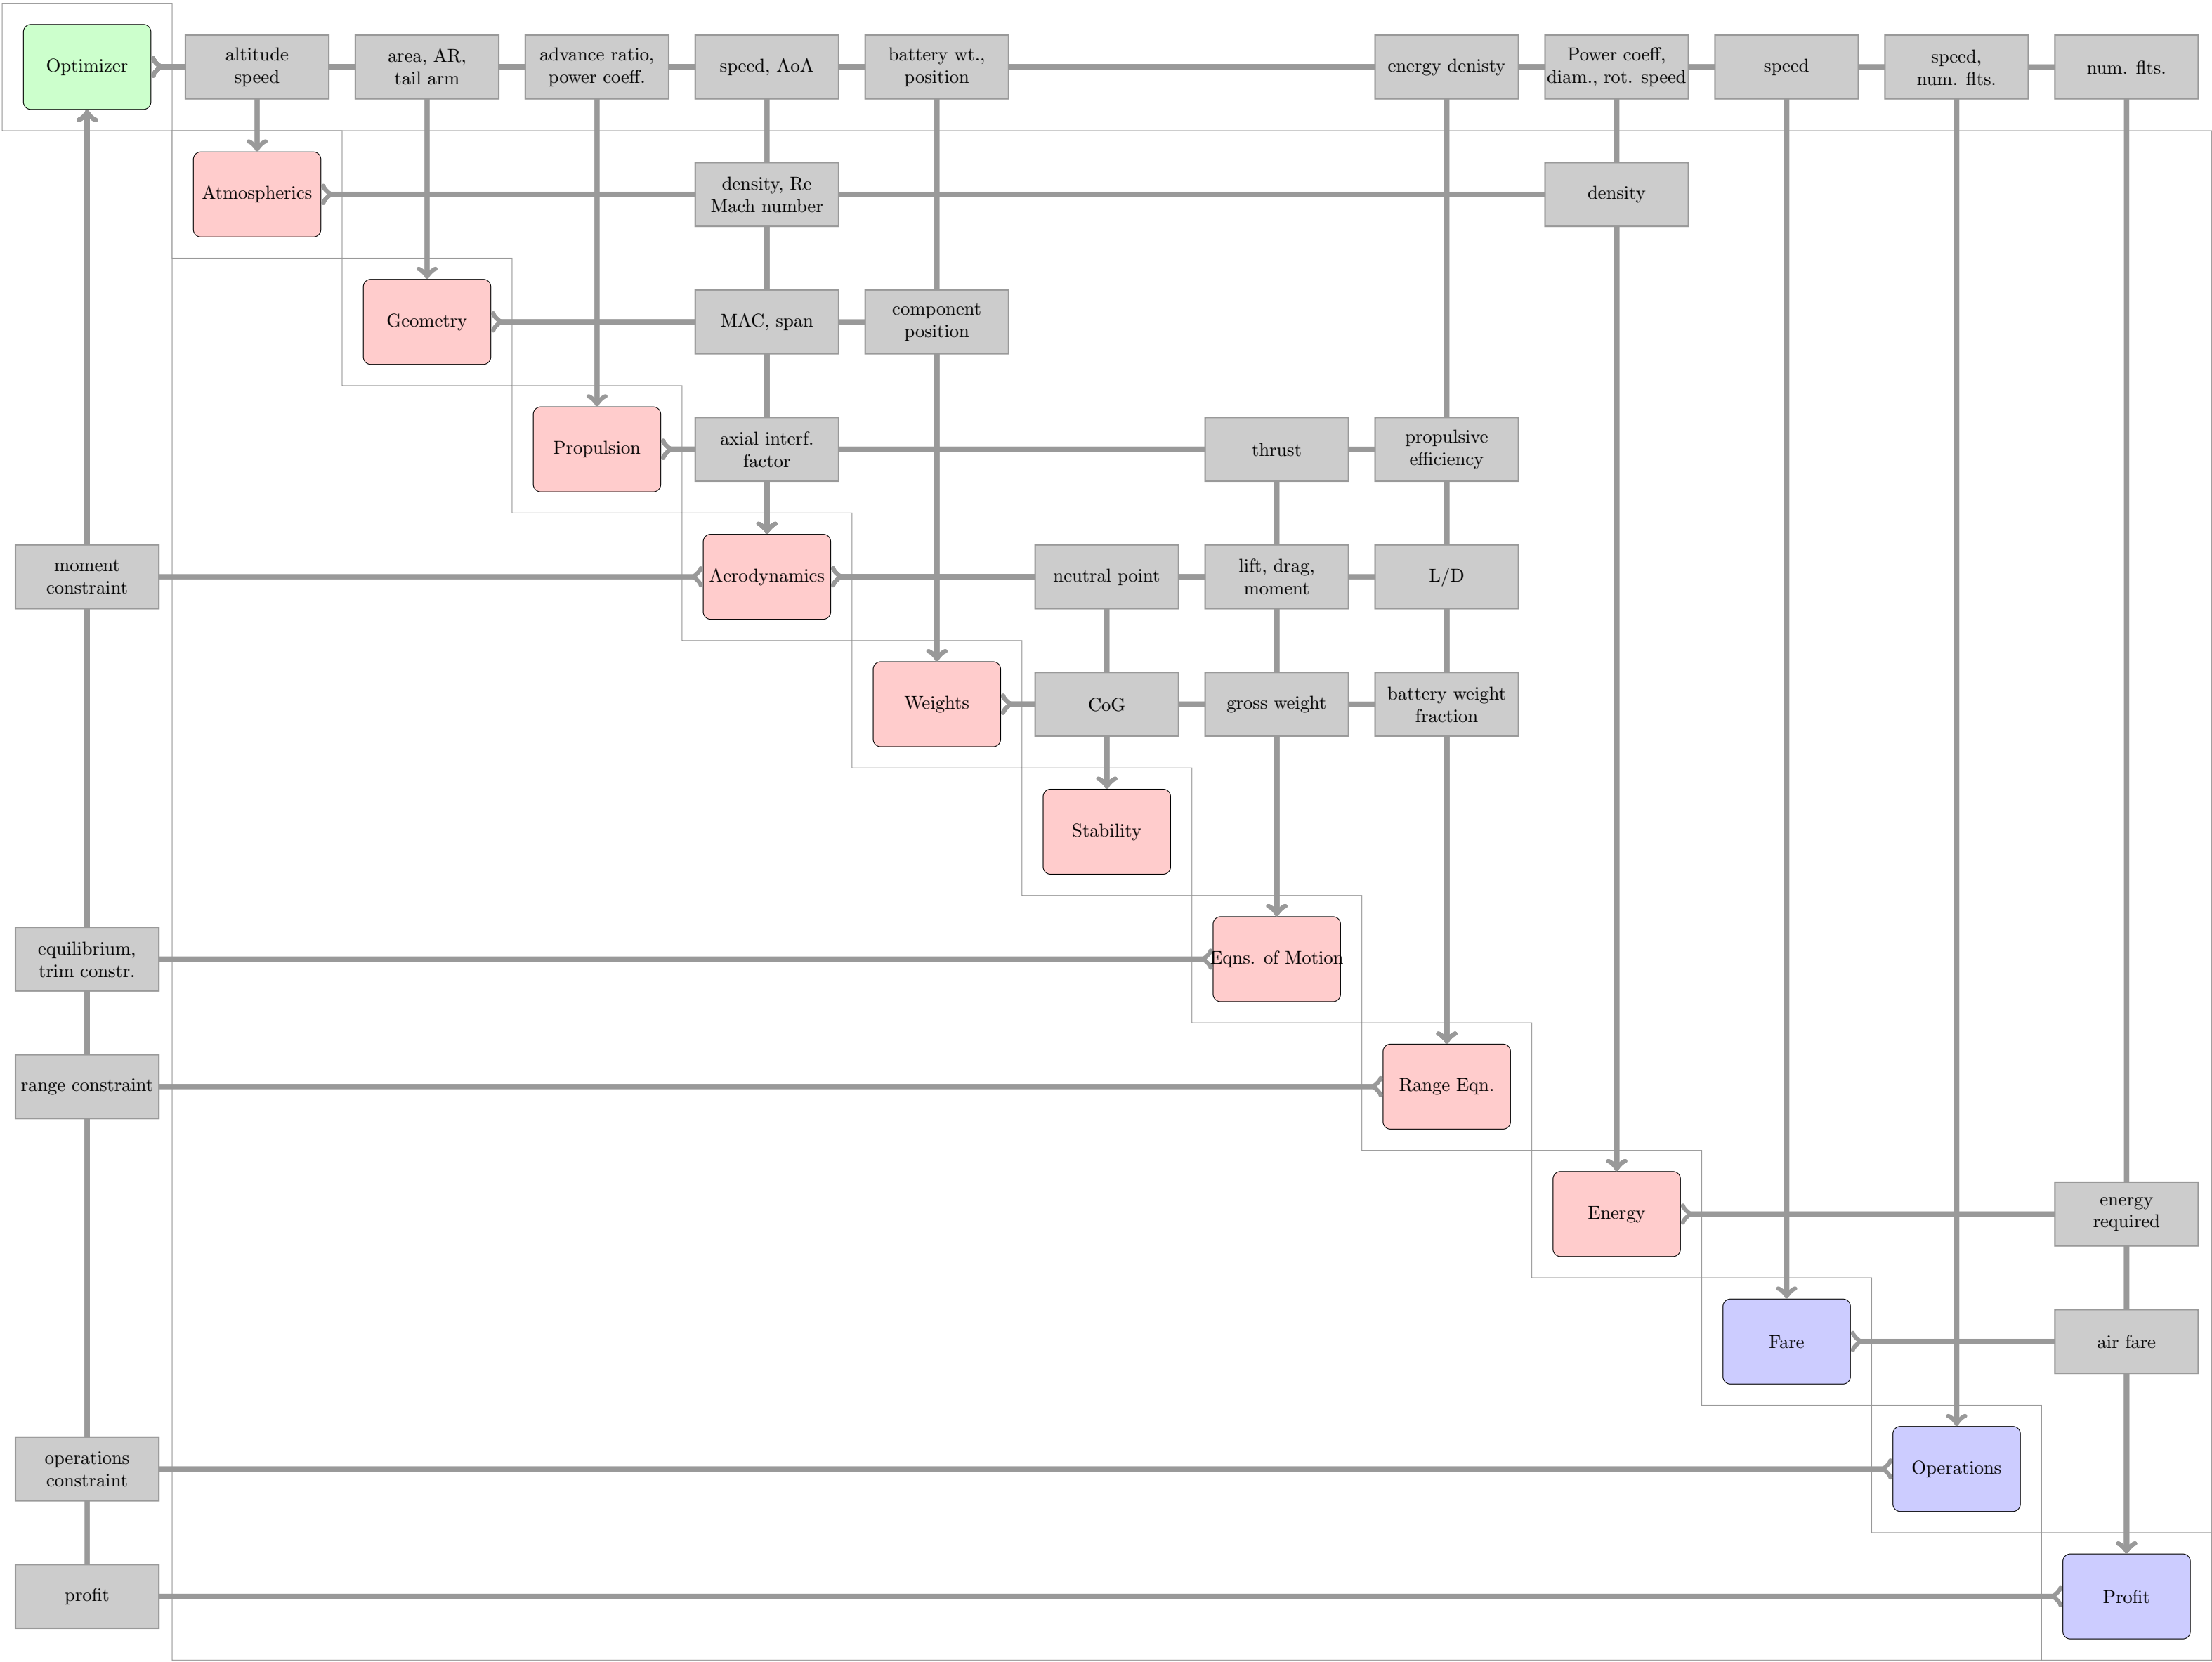 Optimizer
altitude
speed
area, AR,
tail arm
advance ratio,
power coeff.
speed, AoA
battery wt.,
position
energy denisty
Power coeff,
diam., rot. speed
speed
speed,
num. flts.
num. flts.
Atmospherics
density, Re
Mach number
density
Geometry
MAC, span
component
position
Propulsion
axial interf.
factor
thrust
propulsive
efficiency
moment
constraint
Aerodynamics
neutral point
lift, drag,
moment
L/D
Weights
CoG
gross weight
battery weight
fraction
Stability
equilibrium,
trim constr.
Eqns. of Motion
range constraint
Range Eqn.
Energy
energy
required
Fare
air fare
operations
constraint
Operations
profit
Profit